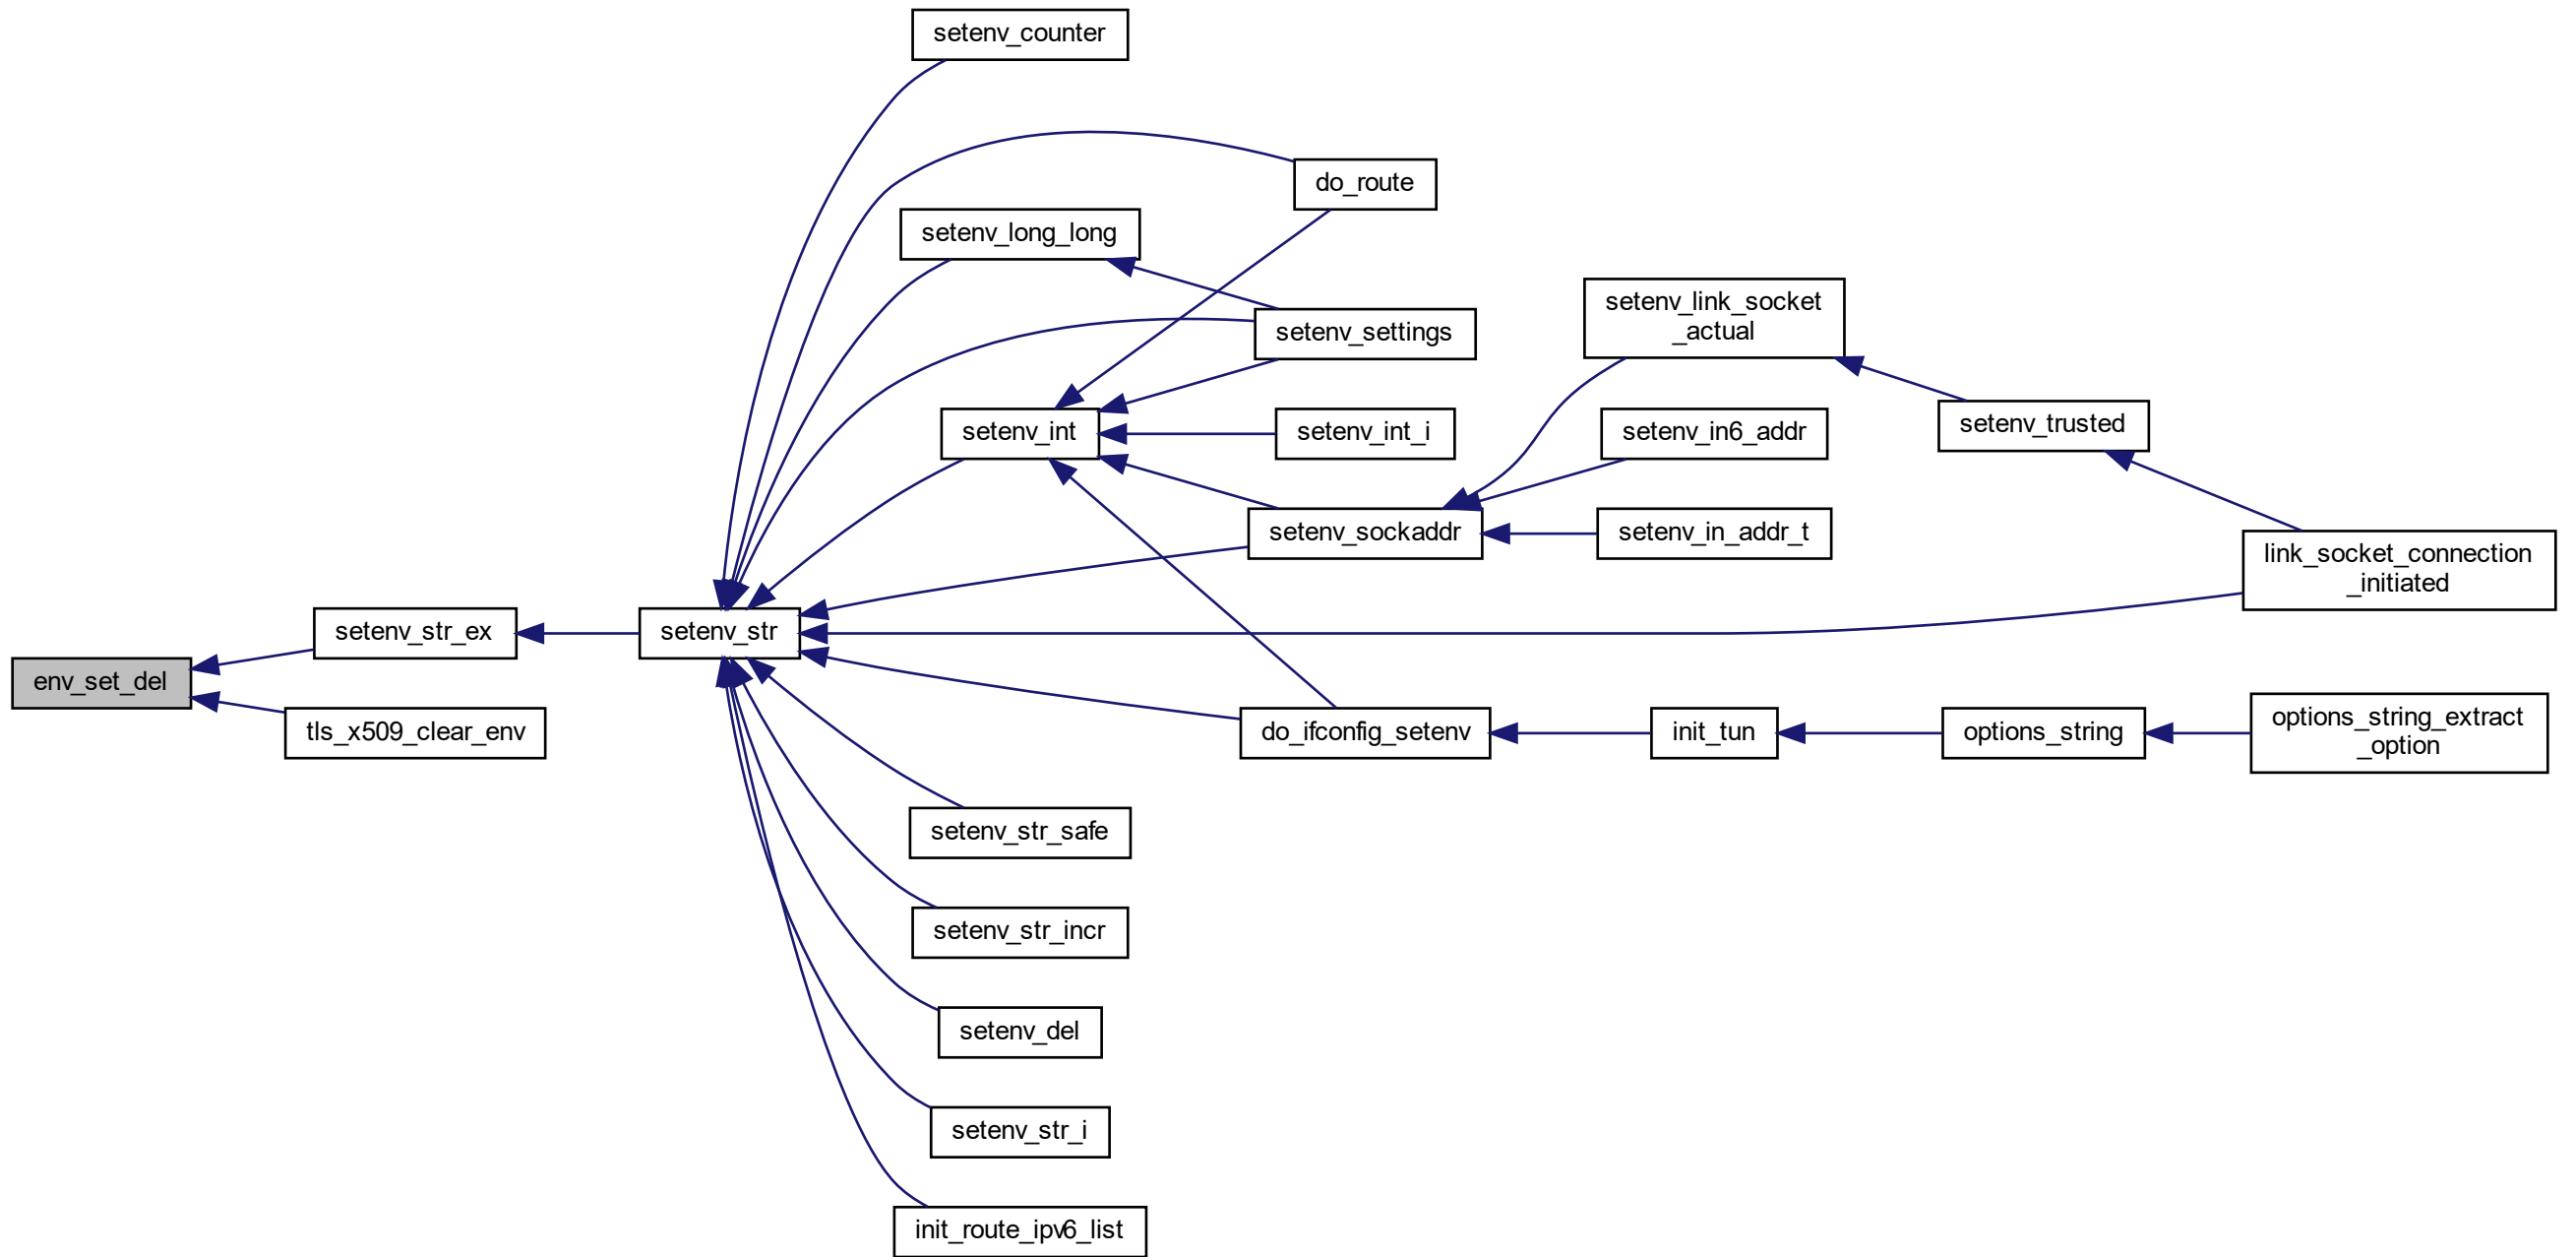 setenv_counter
do_route
setenv_long_long
setenv_link_socket
_actual
setenv_settings
setenv_int
setenv_int_i
setenv_in6_addr
setenv_trusted
setenv_sockaddr
setenv_in_addr_t
link_socket_connection
_initiated
setenv_str_ex
setenv_str
env_set_del
tls_x509_clear_env
do_ifconfig_setenv
init_tun
options_string
options_string_extract
_option
setenv_str_safe
setenv_str_incr
setenv_del
setenv_str_i
init_route_ipv6_list